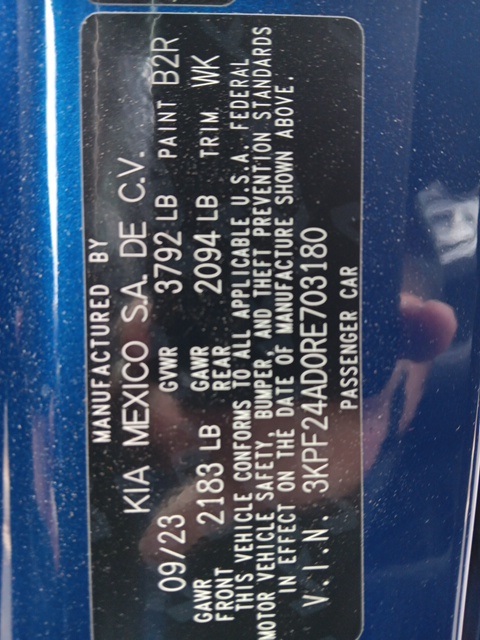 MANUFACTURED BY
KIA MEXICO S.A. DE C.V.
09/23 GVWR 3792 LB PAINT B2R
GAWR FRONT 2183 LB GAWR REAR 2094 LB TRIM WK
THIS VEHICLE CONFORMS TO ALL APPLICABLE U.S.A. FEDERAL
MOTOR VEHICLE SAFETY, BUMPER, AND THEFT PREVENTION STANDARDS
IN EFFECT ON THE DATE OF MANUFACTURE SHOWN ABOVE.
V.I.N. 3KPF24AD0RE703180
PASSENGER CAR